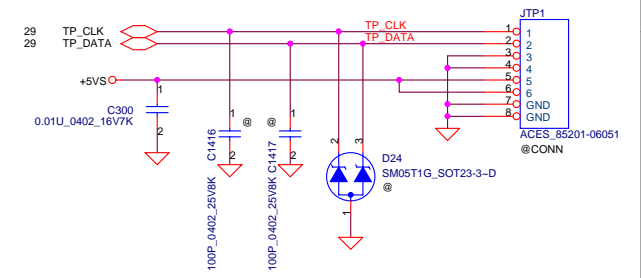 JTP1
29 TP_CLK TP_CLK 1 1
29 TP_DATA TP_DATA 2 2
3 3
4 4
+5VS 5 5
6 6
7 GND
8 GND
ACES_85201-06051
@CONN
1
C300
0.01U_0402_16V7K
2
1 @
C1416
2
100P_0402_25V8K
1 @
C1417
2
100P_0402_25V8K
2 3
D24
SM05T1G_SOT23-3~D
@
1